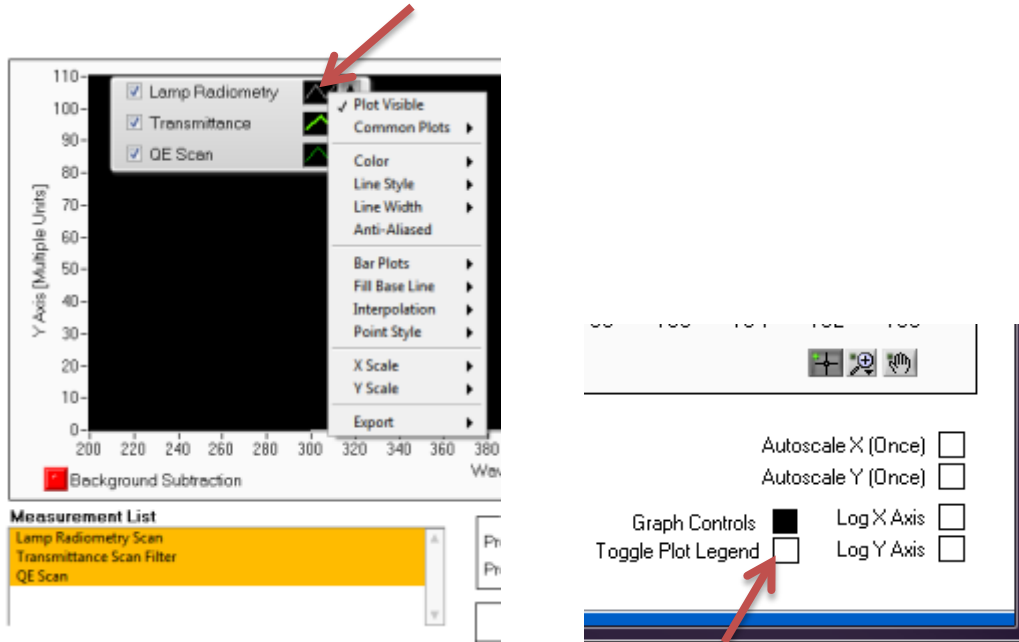 110
100
90
80
70
60
50
40
30
20
10
0
Y Axis [Multiple Units]
Lamp Radiometry
Transmittance
QE Scan
✓ Plot Visible
Common Plots
Color
Line Style
Line Width
Anti-Aliased
Bar Plots
Fill Base Line
Interpolation
Point Style
X Scale
Y Scale
Export
200 220 240 260 280 300 320 340 360 380
Background Subtraction
Measurement List
Lamp Radiometry Scan
Transmittance Scan Filter
QE Scan
Autoscale X (Once)
Autoscale Y (Once)
Graph Controls
Log X Axis
Toggle Plot Legend
Log Y Axis